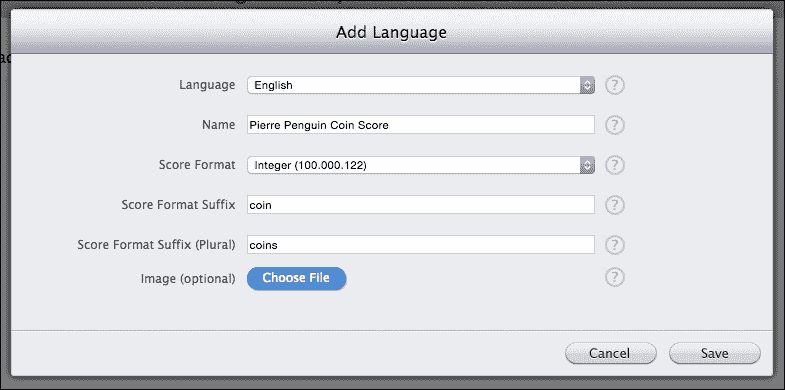 Add Language
Language English ?
Name Pierre Penguin Coin Score ?
Score Format Integer (100.000.122) ?
Score Format Suffix coin ?
Score Format Suffix (Plural) coins ?
Image (optional) Choose File ?
Cancel Save